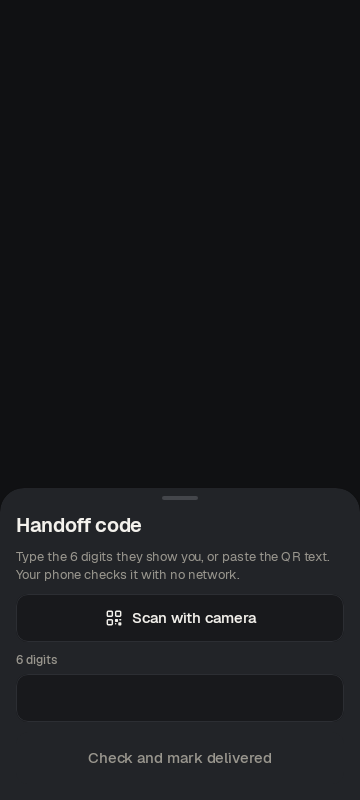 Handoff code
Type the 6 digits they show you, or paste the QR text.
Your phone checks it with no network.
Scan with camera
6 digits
Check and mark delivered